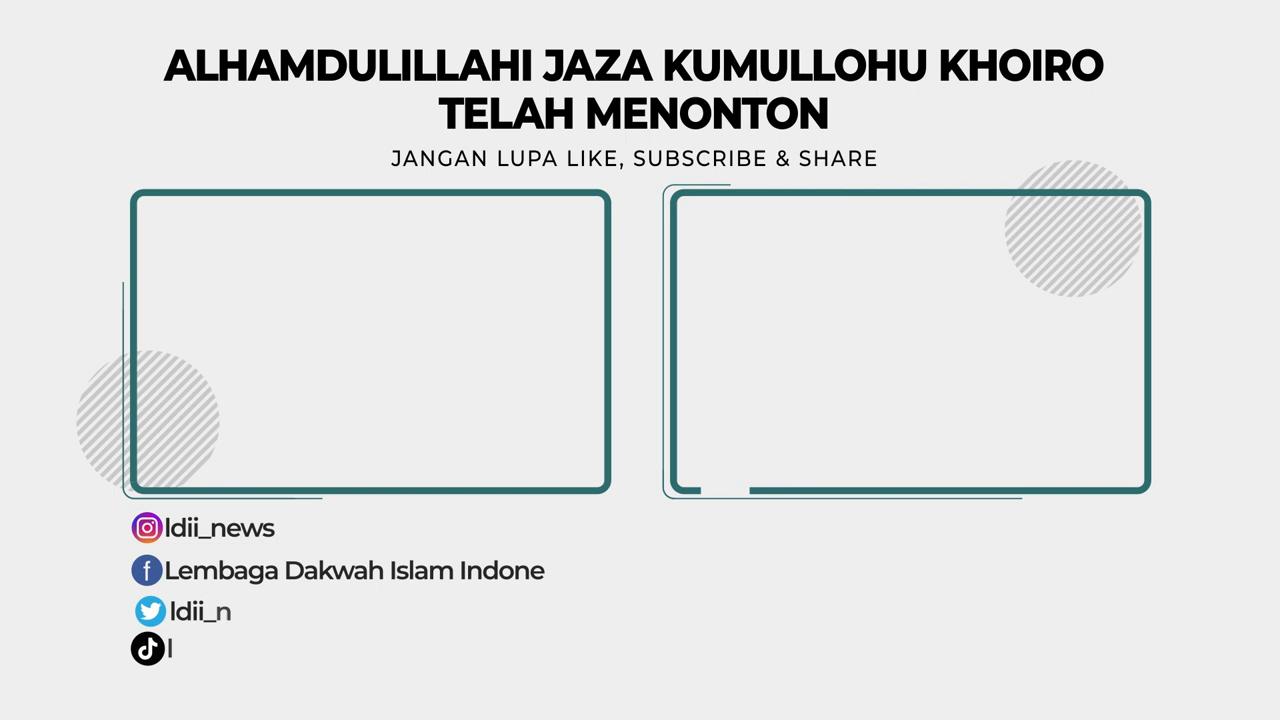 ALHAMDULILLAHI JAZA KUMULLOHU KHOIRO
TELAH MENONTON
JANGAN LUPA LIKE, SUBSCRIBE & SHARE
ldii_news
Lembaga Dakwah Islam Indone
ldii_n
l